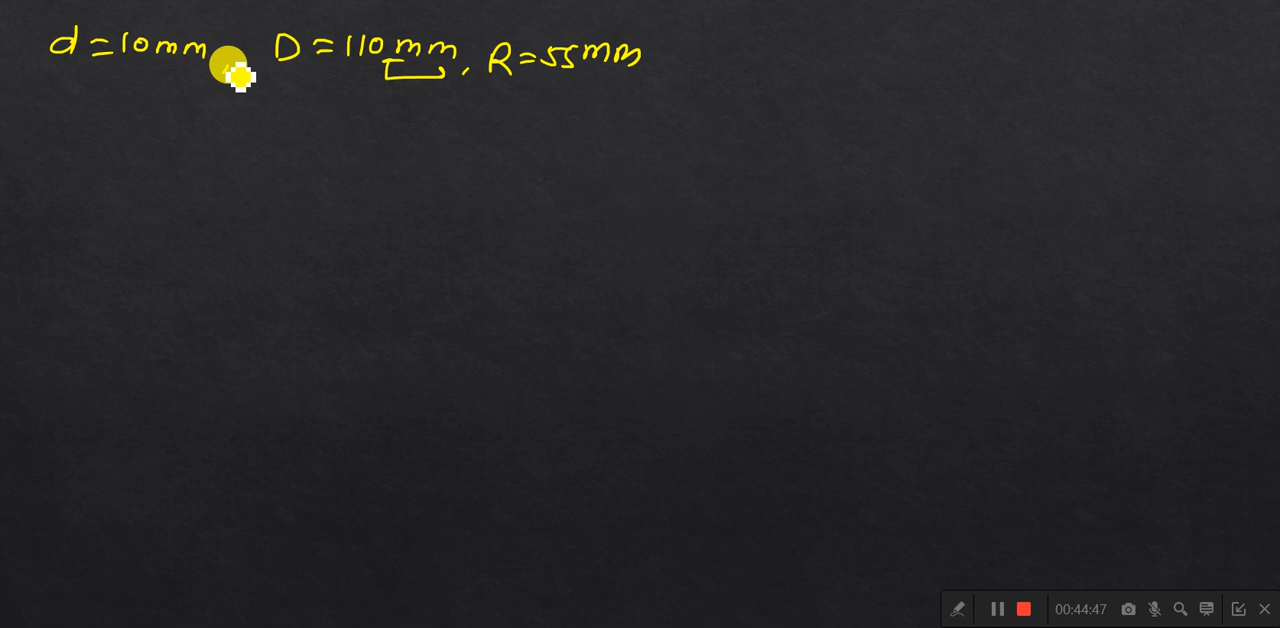 d = 10mm, D = 110mm, R = 55mm
00:44:47